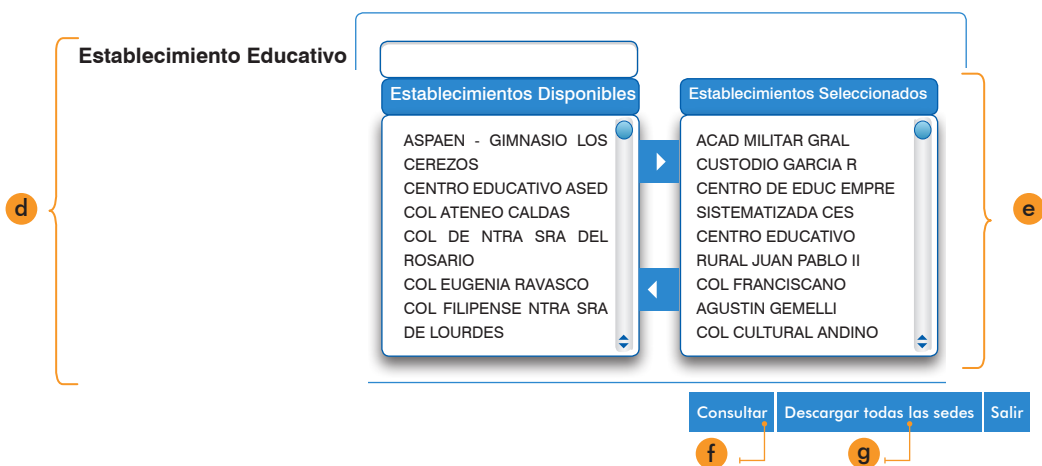 Establecimiento Educativo
Establecimientos Disponibles
ASPAEN - GIMNASIO LOS
CEREZOS
CENTRO EDUCATIVO ASED
COL ATENEO CALDAS
COL DE NTRA SRA DEL
ROSARIO
COL EUGENIA RAVASCO
COL FILIPENSE NTRA SRA
DE LOURDES
Establecimientos Seleccionados
ACAD MILITAR GRAL
CUSTODIO GARCIA R
CENTRO DE EDUC EMPRE
SISTEMATIZADA CES
CENTRO EDUCATIVO
RURAL JUAN PABLO II
COL FRANCISCANO
AGUSTIN GEMELLI
COL CULTURAL ANDINO
d
e
Consultar Descargar todas las sedes Salir
f g